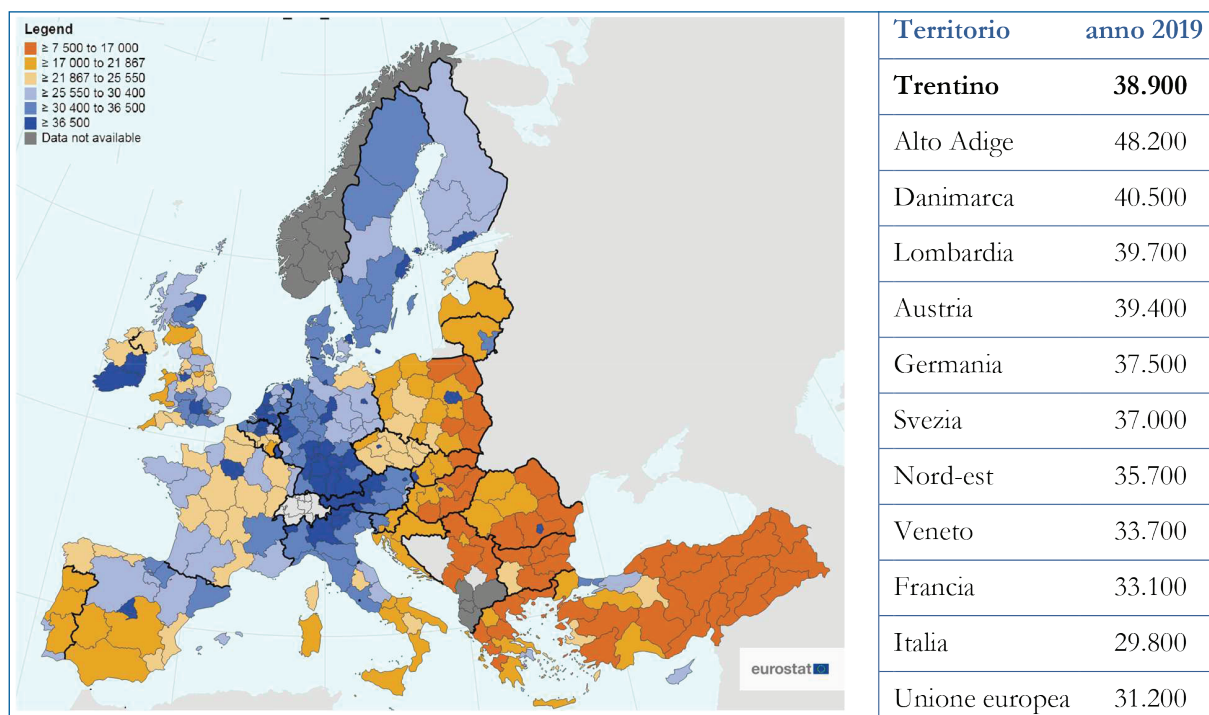 Legend
≥ 7 500 to 17 000
≥ 17 000 to 21 867
≥ 21 867 to 25 550
≥ 25 550 to 30 400
≥ 30 400 to 36 500
≥ 36 500
Data not available
eurostat
Territorio anno 2019
Trentino 38.900
Alto Adige 48.200
Danimarca 40.500
Lombardia 39.700
Austria 39.400
Germania 37.500
Svezia 37.000
Nord-est 35.700
Veneto 33.700
Francia 33.100
Italia 29.800
Unione europea 31.200